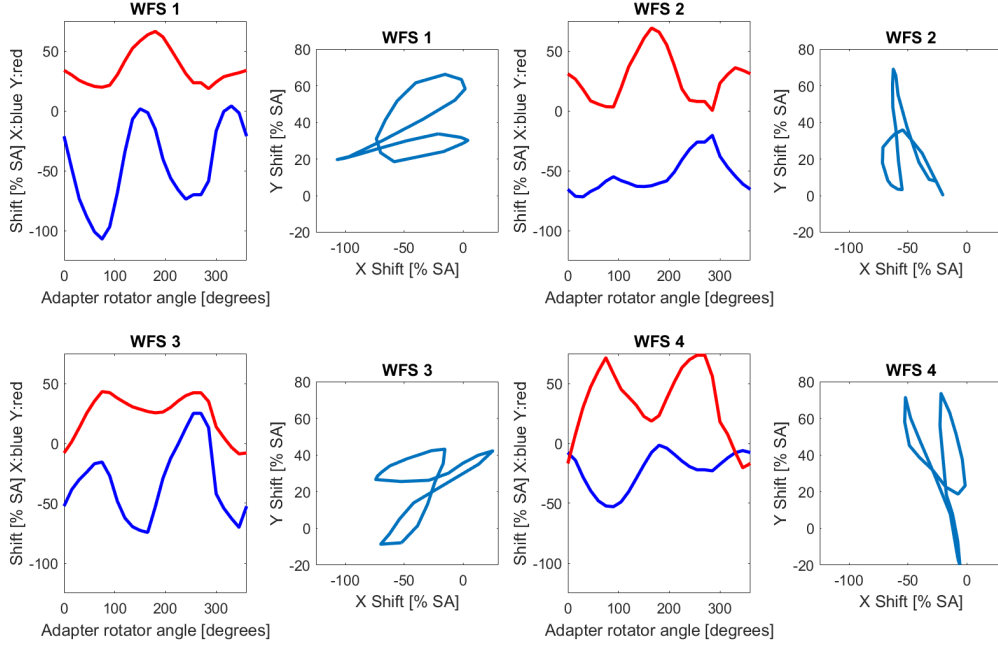 WFS 1
Shift [% SA] X:blue Y:red
50
0
-50
-100
0
100
200
300
Adapter rotator angle [degrees]
WFS 1
Y Shift [% SA]
80
60
40
20
0
-20
-100
-50
0
X Shift [% SA]
WFS 2
Shift [% SA] X:blue Y:red
50
0
-50
-100
0
100
200
300
Adapter rotator angle [degrees]
WFS 2
Y Shift [% SA]
80
60
40
20
0
-20
-100
-50
0
X Shift [% SA]
WFS 3
Shift [% SA] X:blue Y:red
50
0
-50
-100
0
100
200
300
Adapter rotator angle [degrees]
WFS 3
Y Shift [% SA]
80
60
40
20
0
-20
-100
-50
0
X Shift [% SA]
WFS 4
Shift [% SA] X:blue Y:red
50
0
-50
-100
0
100
200
300
Adapter rotator angle [degrees]
WFS 4
Y Shift [% SA]
80
60
40
20
0
-20
-100
-50
0
X Shift [% SA]